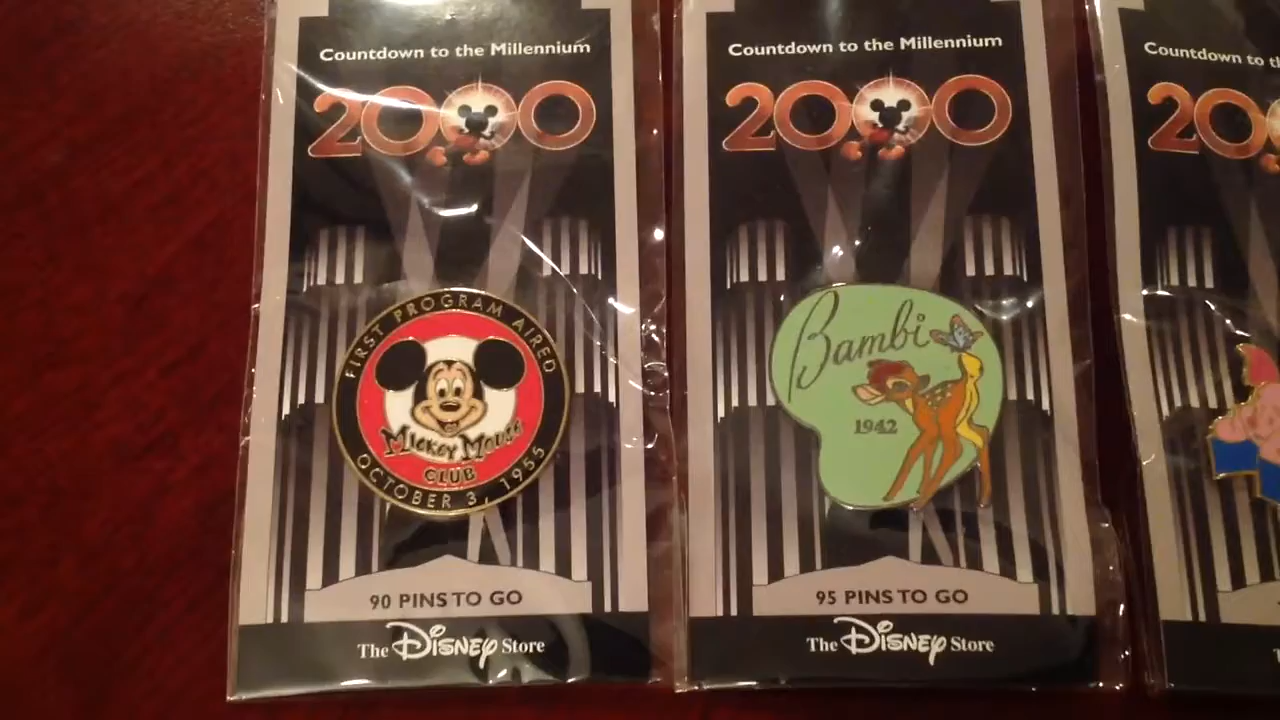 Countdown to the Millennium
2000
FIRST PROGRAM AIRED
MICKEY MOUSE
CLUB
OCTOBER 3, 1955
90 PINS TO GO
The DISNEY Store
Countdown to the Millennium
2000
Bambi
1942
95 PINS TO GO
The DISNEY Store
Countdown to
200